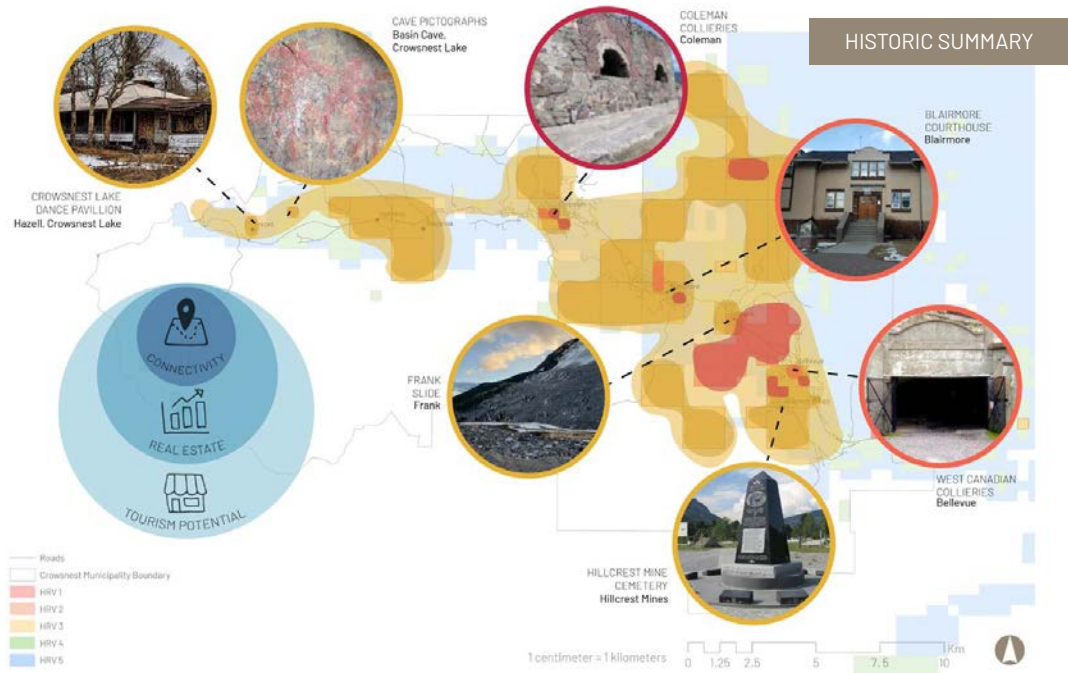 HISTORIC SUMMARY
CAVE PICTOGRAPHS
Basin Cave,
Crowsnest Lake
COLEMAN
COLLIERIES
Coleman
BLAIRMORE
COURTHOUSE
Blairmore
CROWSNEST LAKE
DANCE PAVILLION
Hazell, Crowsnest Lake
CONNECTIVITY
REAL ESTATE
TOURISM POTENTIAL
FRANK
SLIDE
Frank
WEST CANADIAN
COLLIERIES
Bellevue
HILLCREST MINE
CEMETERY
Hillcrest Mines
Roads
Crowsnest Municipality Boundary
HRV 1
HRV 2
HRV 3
HRV 4
HRV 5
1 centimeter = 1 kilometers
Km
0 1.25 2.5 5 7.5 10